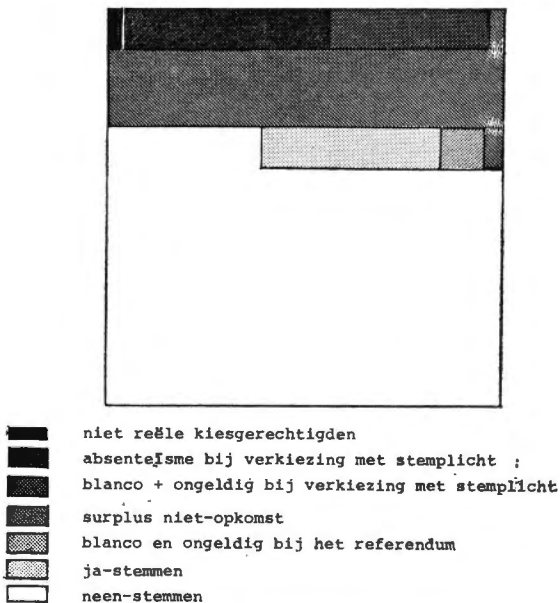 niet reële kiesgerechtigden
absenteïsme bij verkiezing met stemplicht ;
blanco + ongeldig bij verkiezing met stemplicht
surplus niet-opkomst
blanco en ongeldig bij het referendum
ja-stemmen
neen-stemmen